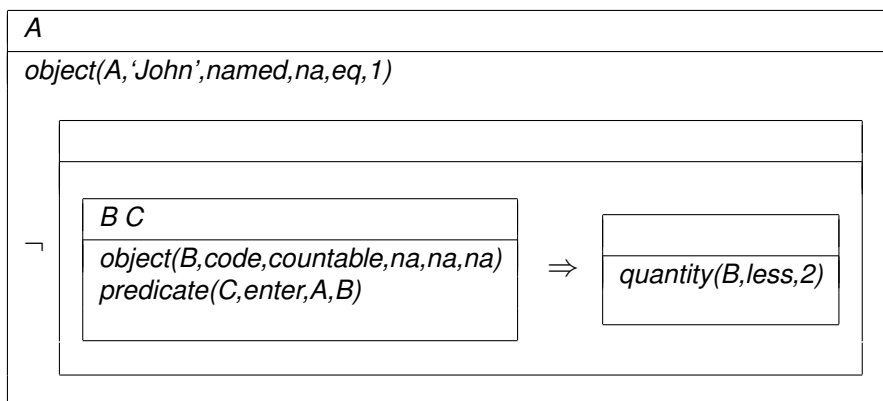 A
object(A,‘John’,named,na,eq,1)
B C
¬
object(B,code,countable,na,na,na)
predicate(C,enter,A,B)
⇒
quantity(B,less,2)